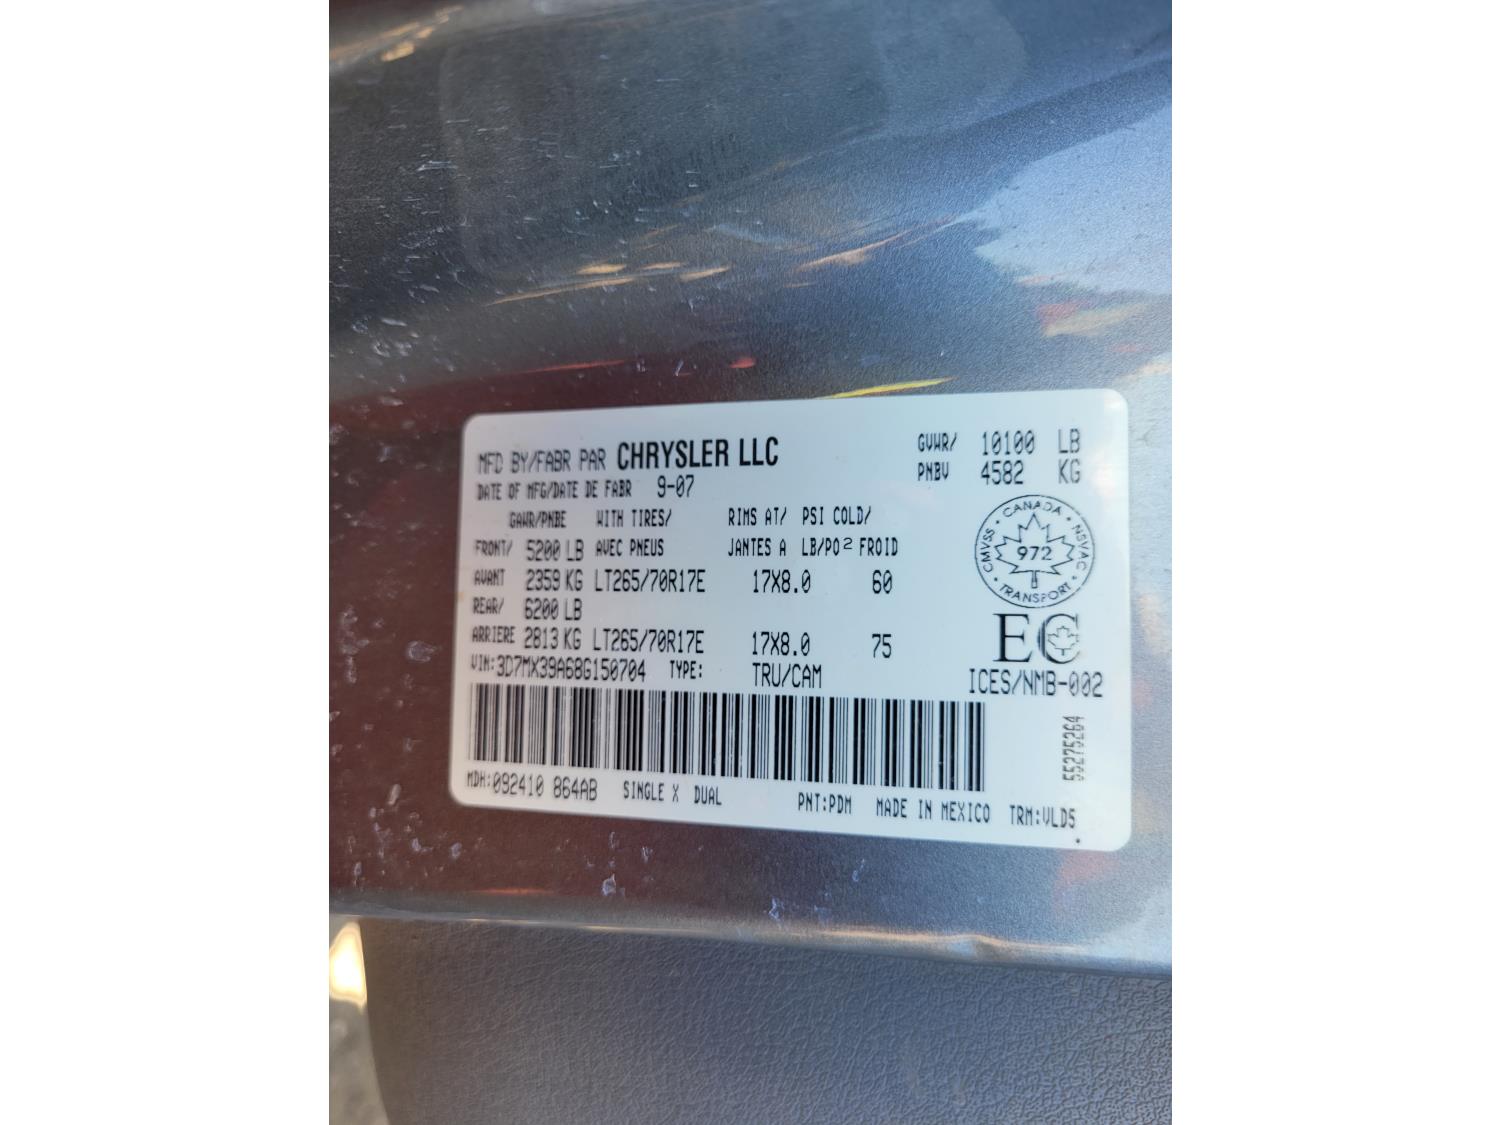 MFD BY/FABR PAR CHRYSLER LLC GVWR/ 10100 LB
DATE OF MFG/DATE DE FABR 9-07 PNBV 4582 KG
GAWR/PNBE WITH TIRES/ RIMS AT/ PSI COLD/
FRONT/ 5200 LB AVEC PNEUS JANTES A LB/PO2 FROID
AVANT 2359 KG LT265/70R17E 17X8.0 60
REAR/ 6200 LB
ARRIERE 2813 KG LT265/70R17E 17X8.0 75
VIN:3D7MX39A68G150704 TYPE: TRU/CAM
CANADA
CMVSS 972 NSVAC
TRANSPORT
EC
ICES/NMB-002
55275264
MDH:092410 864AB SINGLE X DUAL PNT:PDM MADE IN MEXICO TRM:VLD5